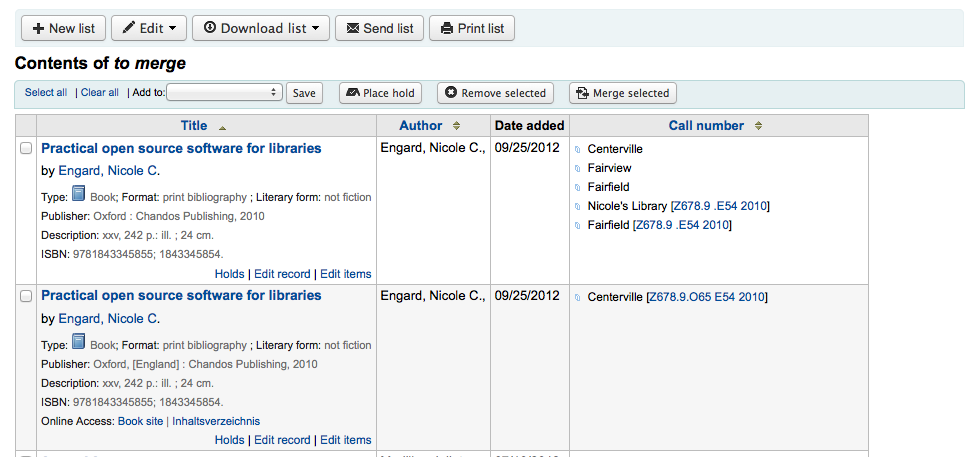 New list Edit Download list Send list Print list
Contents of to merge
Select all | Clear all | Add to: Save Place hold Remove selected Merge selected
Title Author Date added Call number
Practical open source software for libraries Engard, Nicole C., 09/25/2012 Centerville
by Engard, Nicole C. Fairview
Fairfield
Type: Book; Format: print bibliography ; Literary form: not fiction Nicole's Library [Z678.9 .E54 2010]
Publisher: Oxford : Chandos Publishing, 2010 Fairfield [Z678.9 .E54 2010]
Description: xxv, 242 p.: ill. ; 24 cm.
ISBN: 9781843345855; 1843345854.
Holds | Edit record | Edit items
Practical open source software for libraries Engard, Nicole C., 09/25/2012 Centerville [Z678.9.O65 E54 2010]
by Engard, Nicole C.
Type: Book; Format: print bibliography ; Literary form: not fiction
Publisher: Oxford, [England] : Chandos Publishing, 2010
Description: xxv, 242 p.: ill. ; 24 cm.
ISBN: 9781843345855; 1843345854.
Online Access: Book site | Inhaltsverzeichnis
Holds | Edit record | Edit items